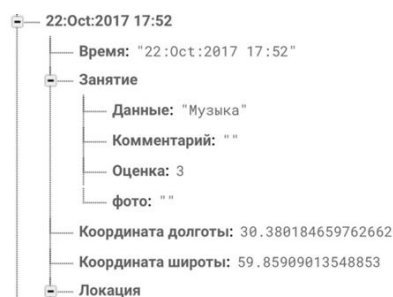 22:Oct:2017 17:52
Время: "22:Oct:2017 17:52"
Занятие
Данные: "Музыка"
Комментарий: ""
Оценка: 3
фото: ""
Координата долготы: 30.380184659762662
Координата широты: 59.85909013548853
Локация